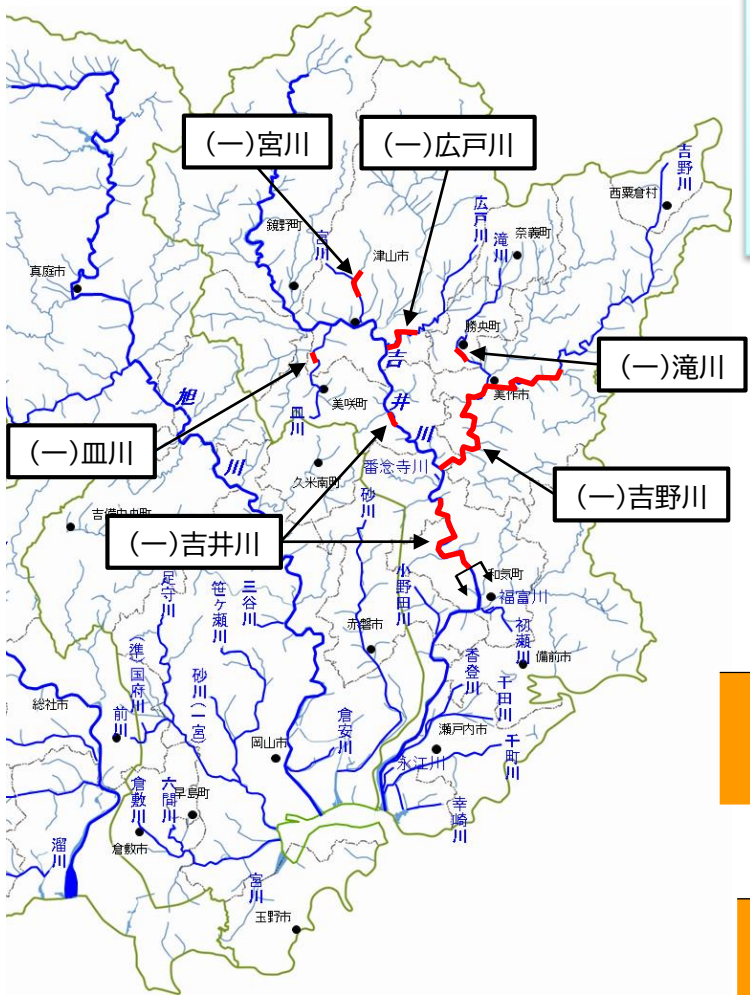 (一)宮川
(一)広戸川
吉野川
西粟倉村
広戸川
奈義町
滝川
鏡野町
宮川
津山市
真庭市
勝央町
(一)滝川
美作市
吉井川
旭川
美咲町
皿川
(一)皿川
番念寺川
久米南町
砂川
(一)吉野川
吉備中央町
(一)吉井川
和気町
福富川
足守川
笹ヶ瀬川
三谷川
小野田川
初瀬川
赤磐市
備前市
(準)国府川
砂川(一宮)
香登川
千田川
総社市
前川
倉安川
瀬戸内市
千町川
岡山市
永江川
倉敷川
六間川
早島町
幸崎川
倉敷市
溜川
宮川
玉野市